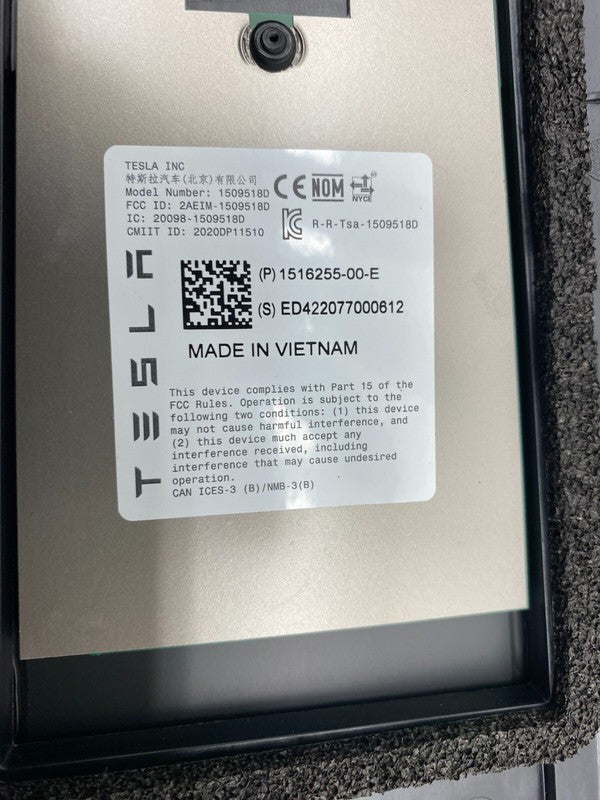 TESLA INC
特斯拉汽车(北京)有限公司
Model Number: 1509518D
FCC ID: 2AEIM-1509518D
IC: 20098-1509518D
CMIIT ID: 2020DP11510
CE NOM
NYCE
R-R-Tsa-1509518D
TESLA
(P) 1516255-00-E
(S) ED422077000612
MADE IN VIETNAM
This device complies with Part 15 of the
FCC Rules. Operation is subject to the
following two conditions: (1) this device
may not cause harmful interference, and
(2) this device much accept any
interference received, including
interference that may cause undesired
operation.
CAN ICES-3 (B)/NMB-3(B)